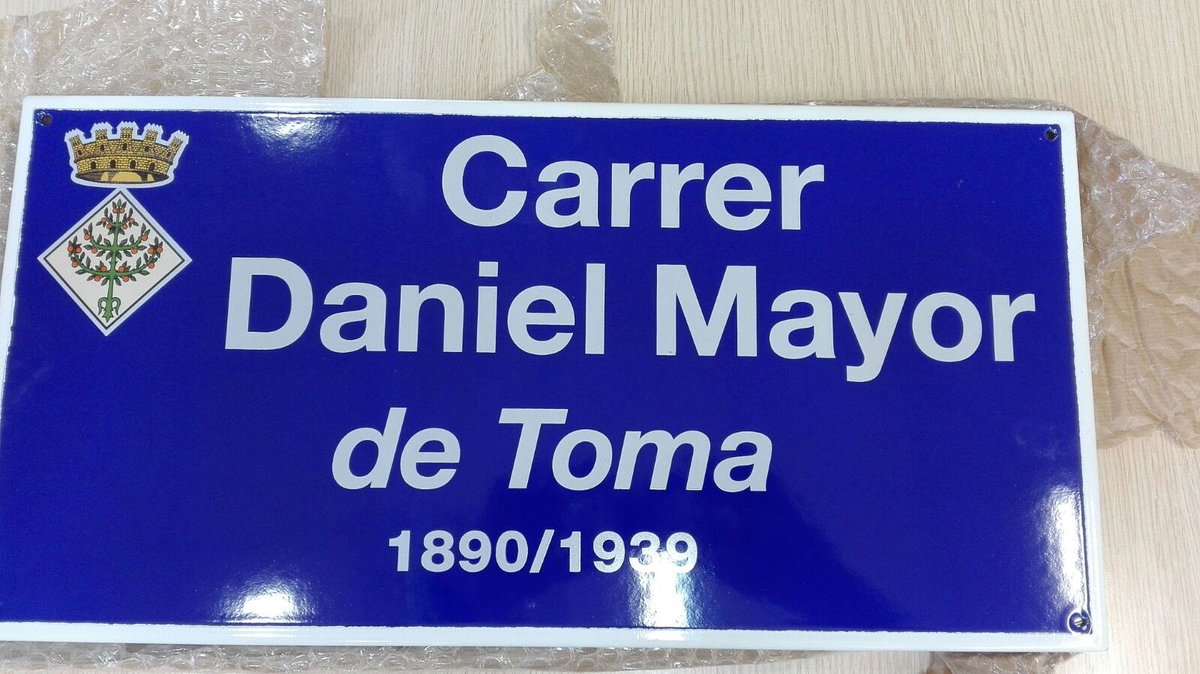 Carrer
Daniel Mayor
de Toma
1890/1939